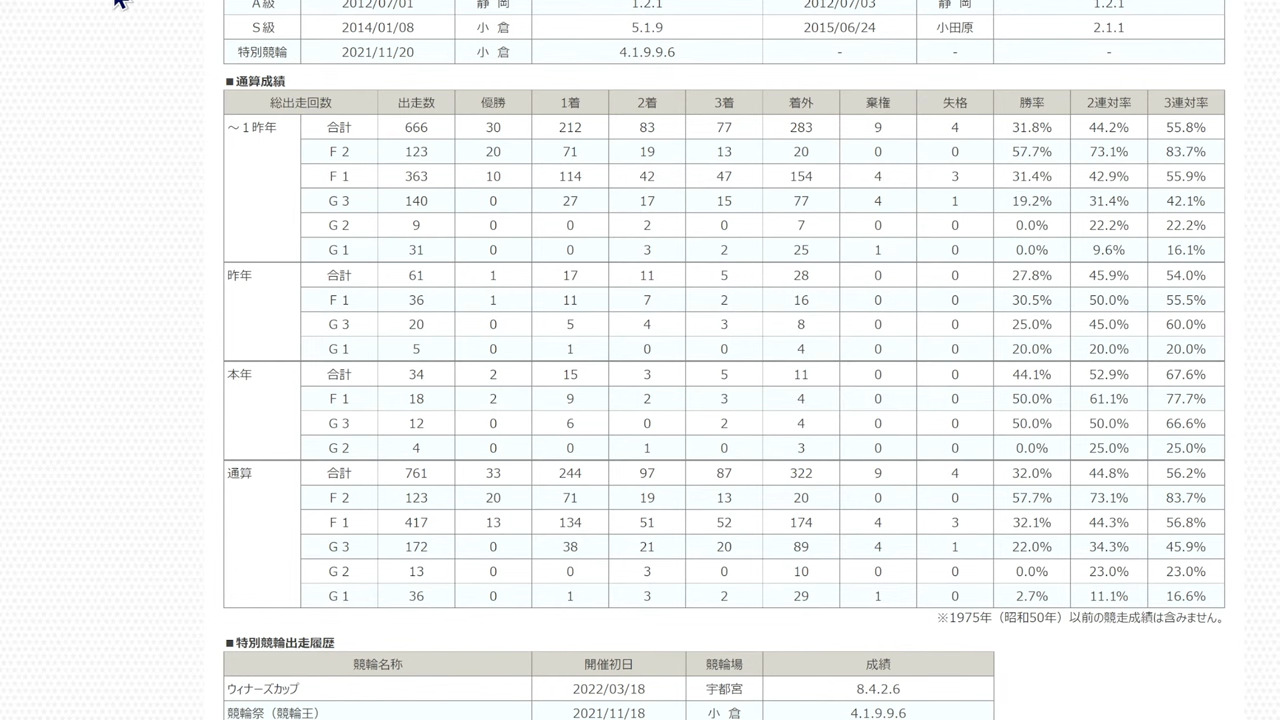 A級 2012/07/01 静 岡 1.2.1 2012/07/03 静 岡 1.2.1
S級 2014/01/08 小 倉 5.1.9 2015/06/24 小田原 2.1.1
特別競輪 2021/11/20 小 倉 4.1.9.9.6 - - -
■通算成績
総出走回数 出走数 優勝 1着 2着 3着 着外 棄権 失格 勝率 2連対率 3連対率
～1昨年 合計 666 30 212 83 77 283 9 4 31.8% 44.2% 55.8%
F2 123 20 71 19 13 20 0 0 57.7% 73.1% 83.7%
F1 363 10 114 42 47 154 4 3 31.4% 42.9% 55.9%
G3 140 0 27 17 15 77 4 1 19.2% 31.4% 42.1%
G2 9 0 0 2 0 7 0 0 0.0% 22.2% 22.2%
G1 31 0 0 3 2 25 1 0 0.0% 9.6% 16.1%
昨年 合計 61 1 17 11 5 28 0 0 27.8% 45.9% 54.0%
F1 36 1 11 7 2 16 0 0 30.5% 50.0% 55.5%
G3 20 0 5 4 3 8 0 0 25.0% 45.0% 60.0%
G1 5 0 1 0 0 4 0 0 20.0% 20.0% 20.0%
本年 合計 34 2 15 3 5 11 0 0 44.1% 52.9% 67.6%
F1 18 2 9 2 3 4 0 0 50.0% 61.1% 77.7%
G3 12 0 6 0 2 4 0 0 50.0% 50.0% 66.6%
G2 4 0 0 1 0 3 0 0 0.0% 25.0% 25.0%
通算 合計 761 33 244 97 87 322 9 4 32.0% 44.8% 56.2%
F2 123 20 71 19 13 20 0 0 57.7% 73.1% 83.7%
F1 417 13 134 51 52 174 4 3 32.1% 44.3% 56.8%
G3 172 0 38 21 20 89 4 1 22.0% 34.3% 45.9%
G2 13 0 0 3 0 10 0 0 0.0% 23.0% 23.0%
G1 36 0 1 3 2 29 1 0 2.7% 11.1% 16.6%
※1975年（昭和50年）以前の競走成績は含みません。
■特別競輪出走履歴
競輪名称 開催初日 競輪場 成績
ウィナーズカップ 2022/03/18 宇都宮 8.4.2.6
競輪祭（競輪王） 2021/11/18 小 倉 4.1.9.9.6